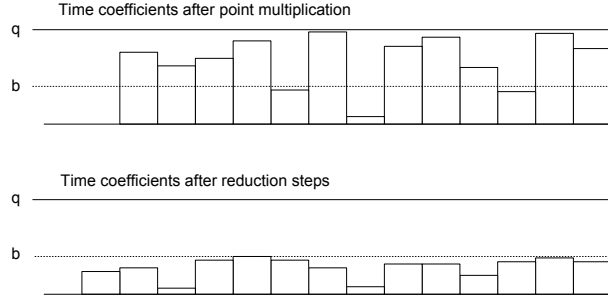 Time coefficients after point multiplication
q
b
Time coefficients after reduction steps
q
b